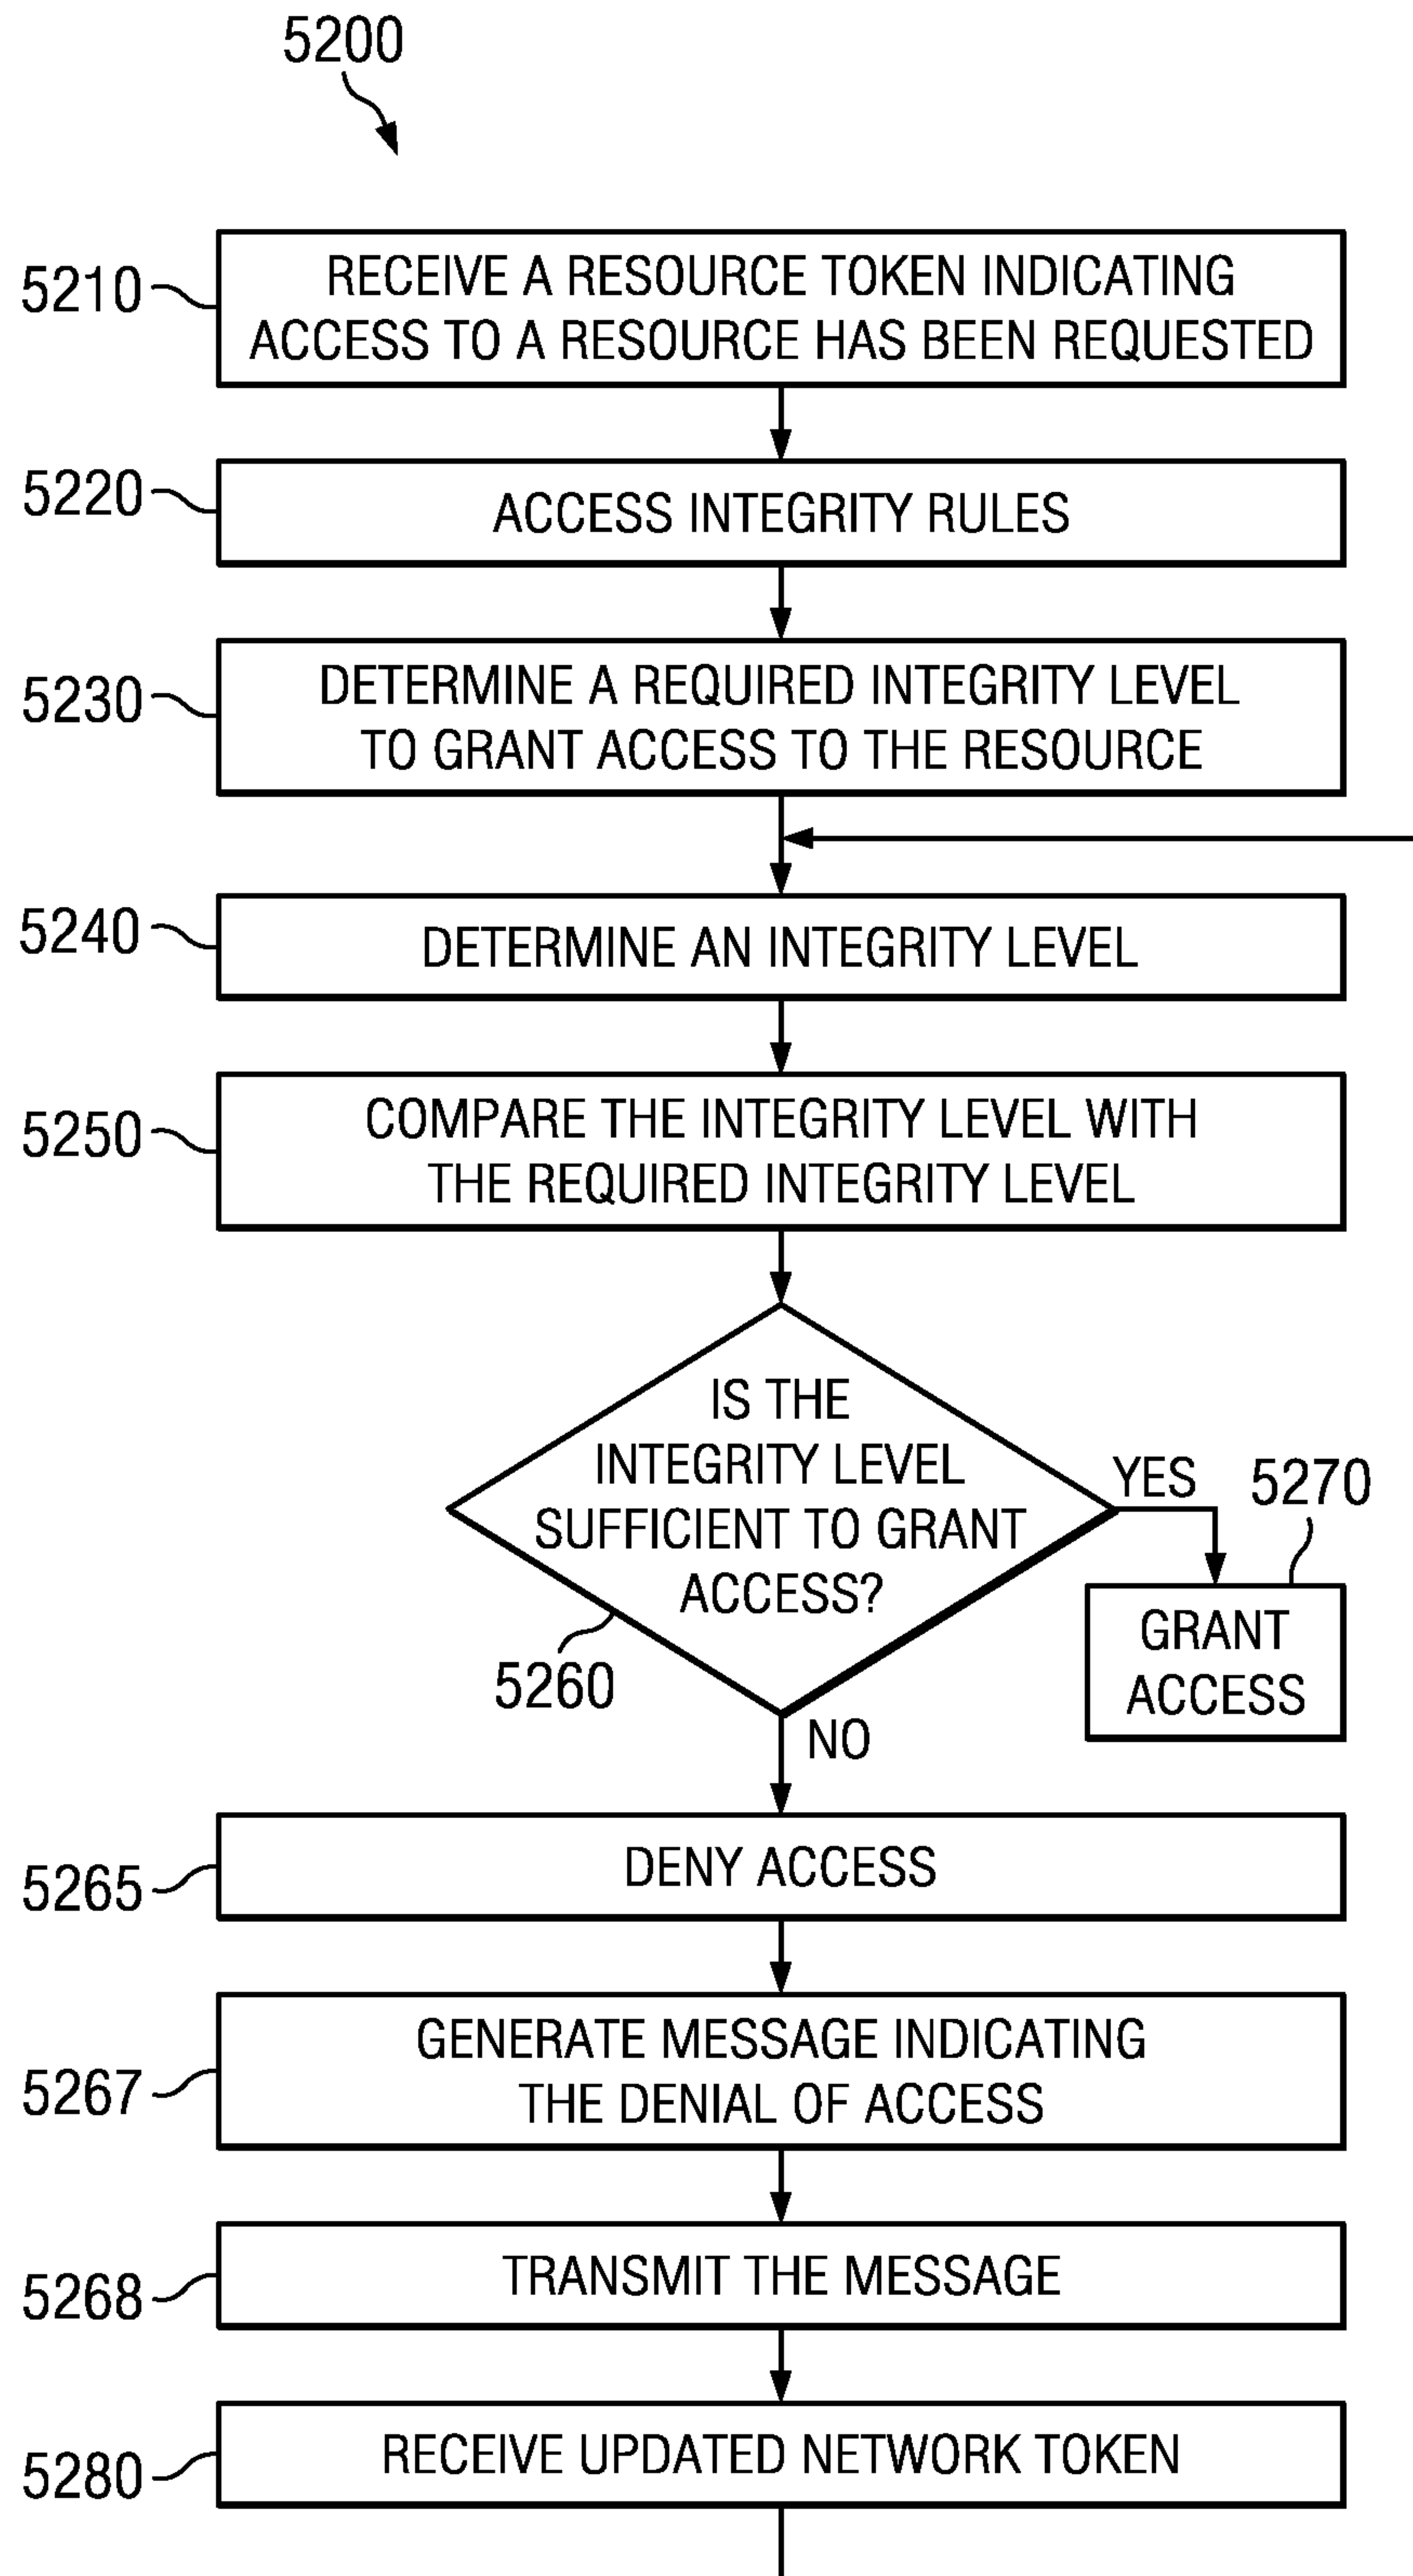 5200
5210
RECEIVE A RESOURCE TOKEN INDICATING
ACCESS TO A RESOURCE HAS BEEN REQUESTED
5220
ACCESS INTEGRITY RULES
5230
DETERMINE A REQUIRED INTEGRITY LEVEL
TO GRANT ACCESS TO THE RESOURCE
5240
DETERMINE AN INTEGRITY LEVEL
5250
COMPARE THE INTEGRITY LEVEL WITH
THE REQUIRED INTEGRITY LEVEL
IS THE
INTEGRITY LEVEL
SUFFICIENT TO GRANT
ACCESS?
5260
YES
5270
GRANT
ACCESS
NO
5265
DENY ACCESS
5267
GENERATE MESSAGE INDICATING
THE DENIAL OF ACCESS
5268
TRANSMIT THE MESSAGE
5280
RECEIVE UPDATED NETWORK TOKEN